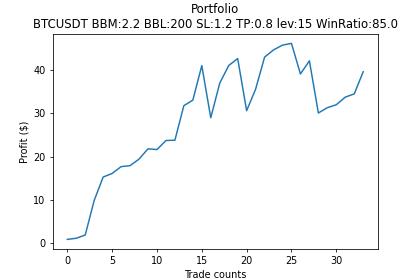 Portfolio
BTCUSDT BBM:2.2 BBL:200 SL:1.2 TP:0.8 lev:15 WinRatio:85.0
40
30
20
10
0
Profit ($)
0 5 10 15 20 25 30
Trade counts